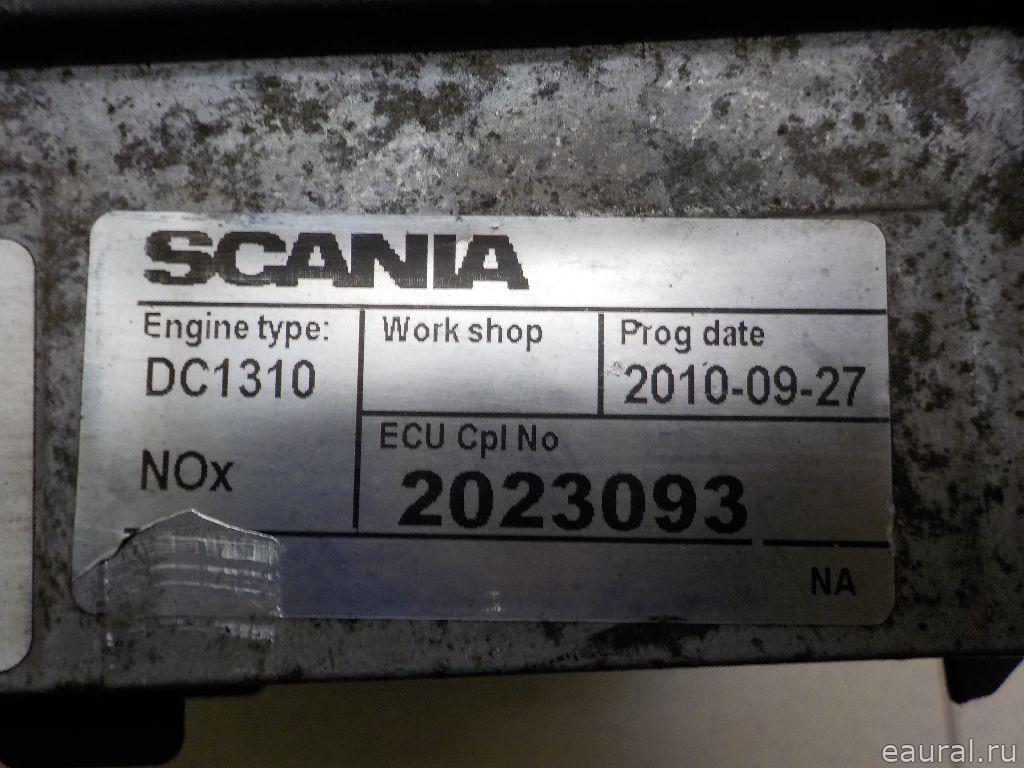 SCANIA
Engine type:
DC1310
NOx
Work shop
Prog date
2010-09-27
ECU Cpl No
2023093
NA
eaural.ru